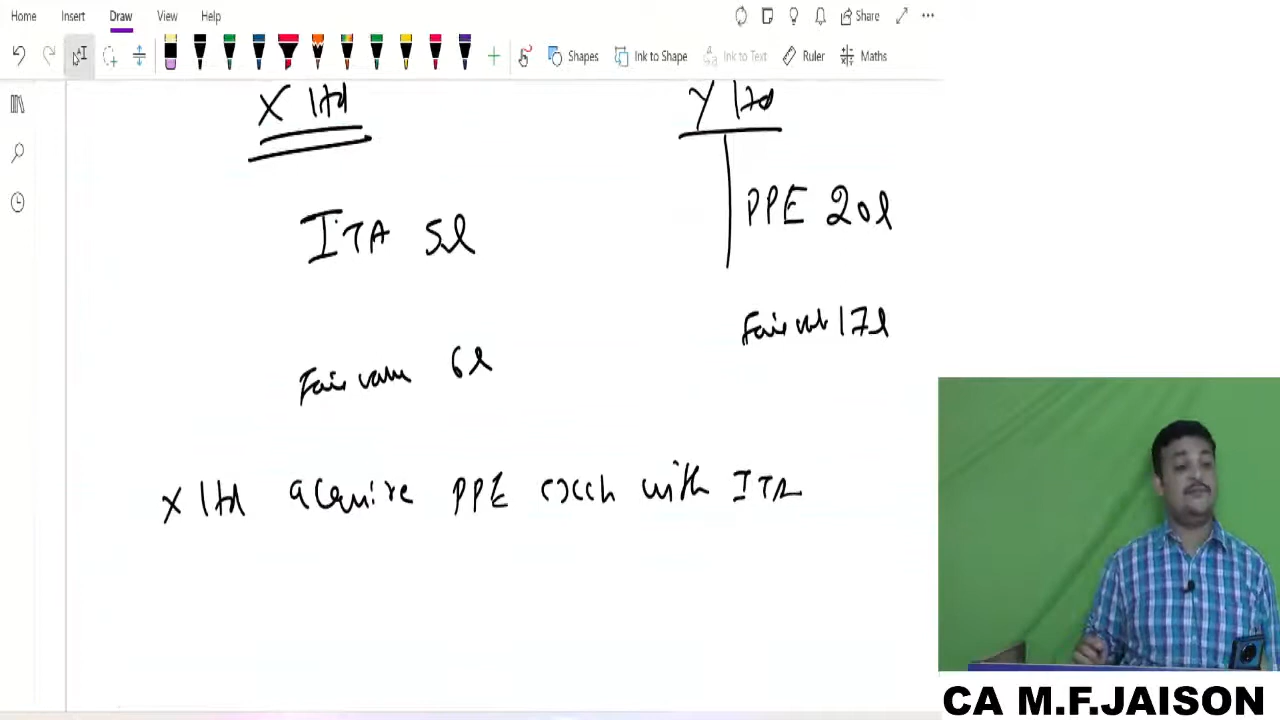 Home Insert Draw View Help Share
Shapes Ink to Shape Ink to Text Ruler Maths
X ltd Y ltd
ITA 5l PPE 20l
Fair value 6l Fair val 17l
X ltd acquire PPE exch with ITA
CA M.F.JAISON